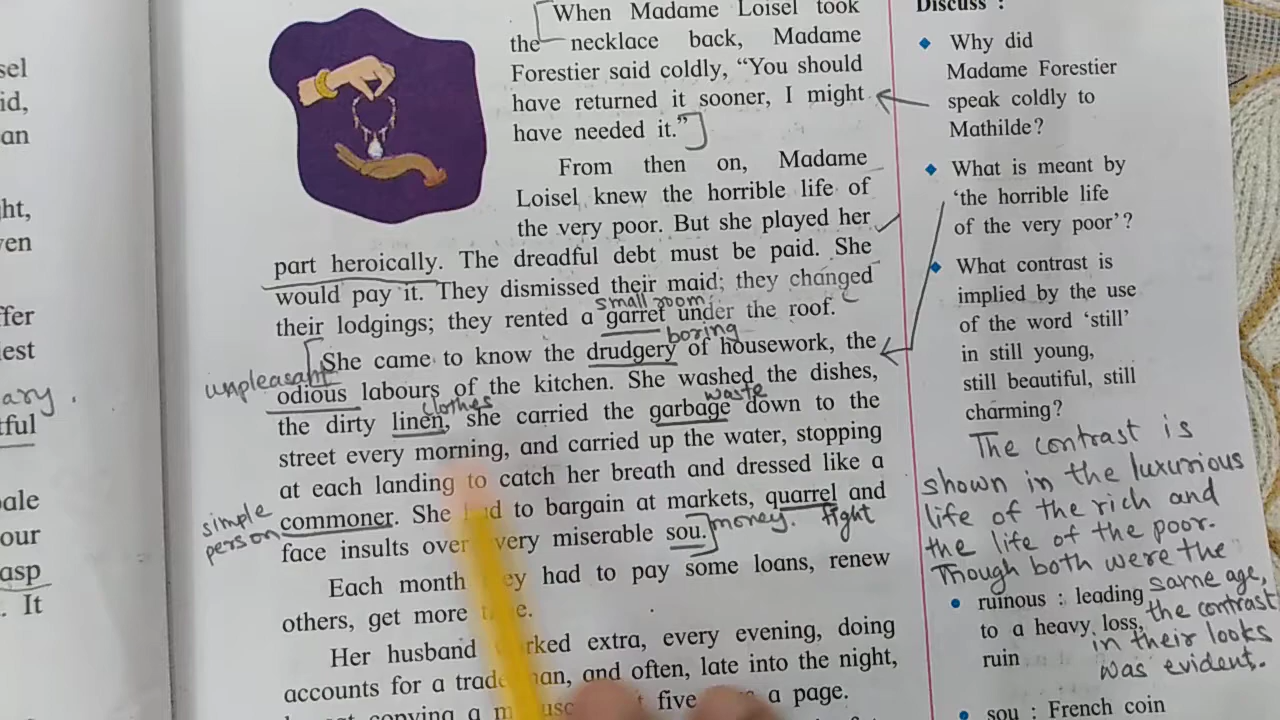 sel
id,
an
ht,
ven
ffer
iest
ary.
tful
pale
our
asp
. It
When Madame Loisel took
the necklace back, Madame
Forestier said coldly, “You should
have returned it sooner, I might
have needed it.”
From then on, Madame
Loisel knew the horrible life of
the very poor. But she played her
part heroically. The dreadful debt must be paid. She
would pay it. They dismissed their maid; they changed
small room
their lodgings; they rented a garret under the roof.
boring
She came to know the drudgery of housework, the
unpleasant
odious labours of the kitchen. She washed the dishes,
clothes waste
the dirty linen, she carried the garbage down to the
street every morning, and carried up the water, stopping
at each landing to catch her breath and dressed like a
simple person
commoner. She had to bargain at markets, quarrel and
face insults over every miserable sou. money. fight
Each month they had to pay some loans, renew
others, get more time.
Her husband worked extra, every evening, doing
accounts for a tradesman, and often, late into the night,
copying a five a page.
Discuss :
Why did
Madame Forestier
speak coldly to
Mathilde?
What is meant by
‘the horrible life
of the very poor’?
What contrast is
implied by the use
of the word ‘still’
in still young,
still beautiful, still
charming?
The contrast is
shown in the luxurious
life of the rich and
the life of the poor.
Though both were the
same age,
the contrast
in their looks
was evident.
ruinous : leading
to a heavy loss,
ruin
sou : French coin